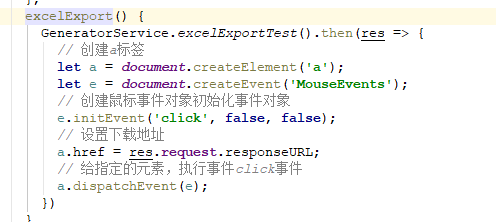 },
excelExport() {
GeneratorService.excelExportTest().then(res => {
// 创建a标签
let a = document.createElement('a');
let e = document.createEvent('MouseEvents');
// 创建鼠标事件对象初始化事件对象
e.initEvent('click', false, false);
// 设置下载地址
a.href = res.request.responseURL;
// 给指定的元素，执行事件click事件
a.dispatchEvent(e);
})
}